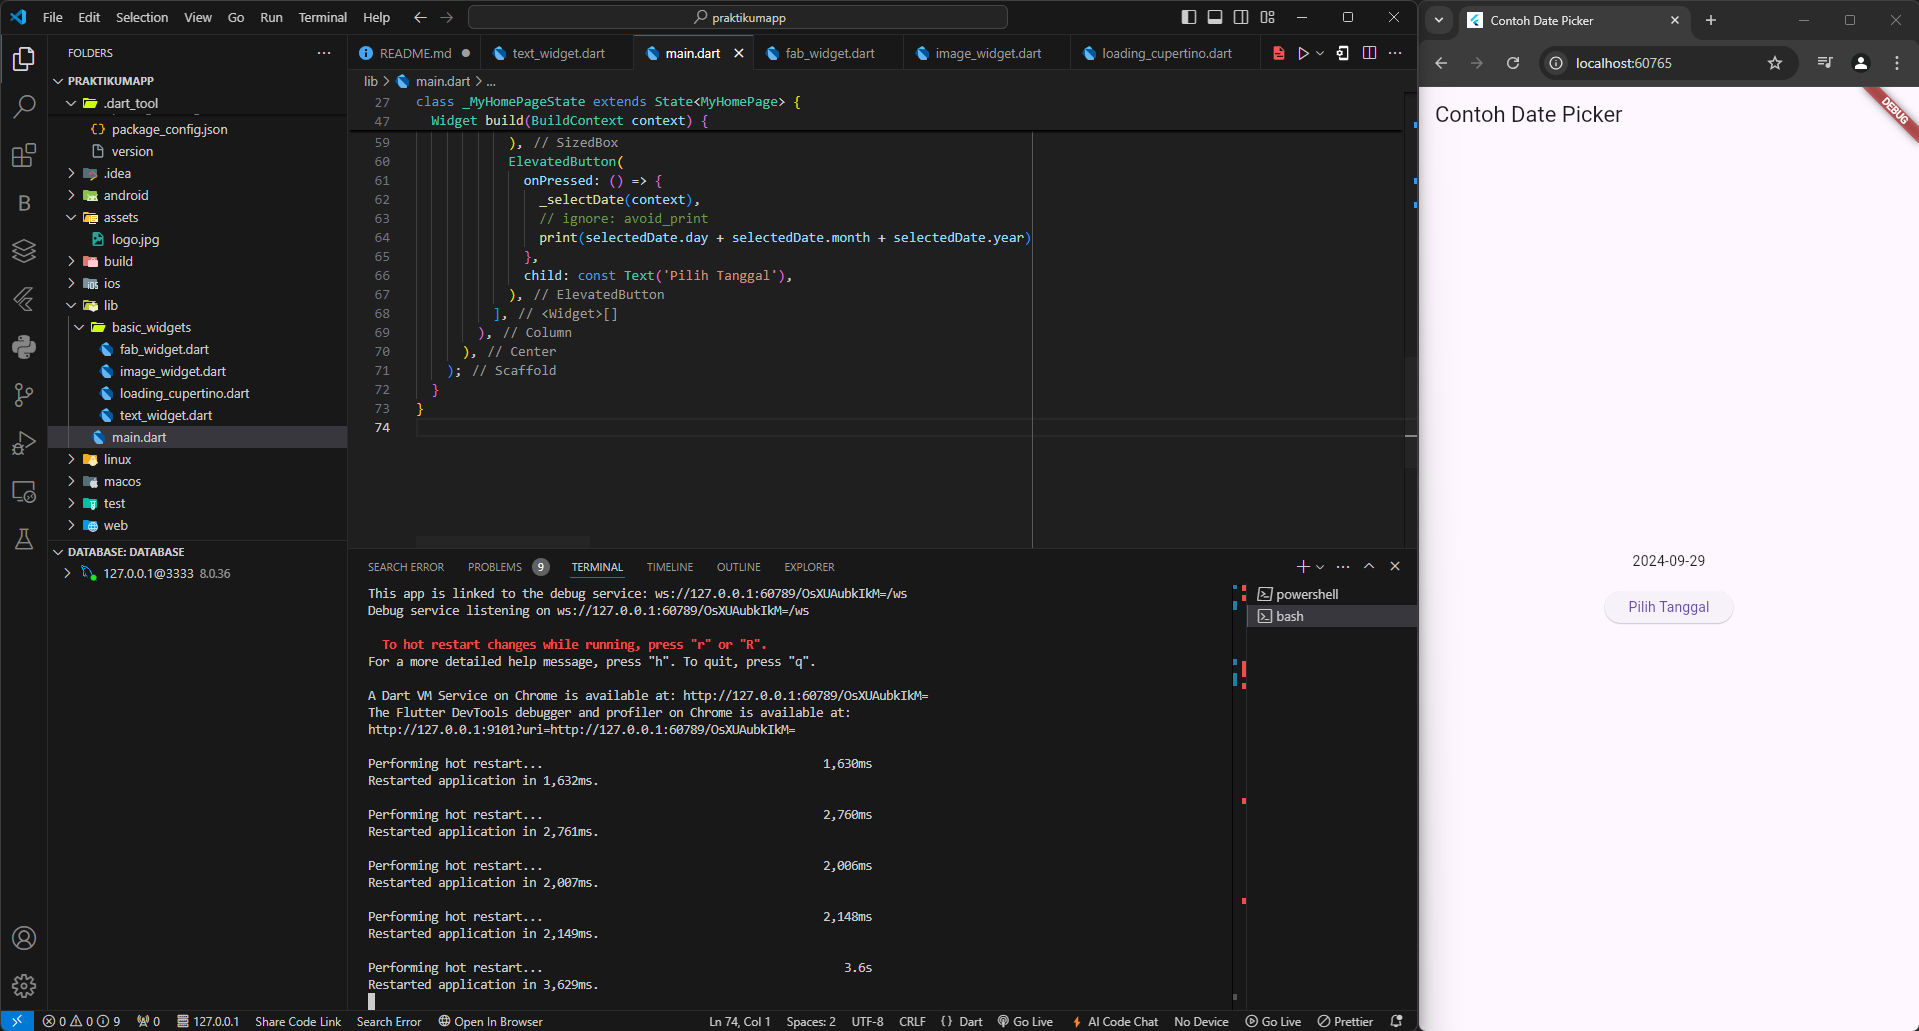 File Edit Selection View Go Run Terminal Help
praktikumapp
FOLDERS
PRAKTIKUMAPP
.dart_tool
package_config.json
version
.idea
android
assets
logo.jpg
build
ios
lib
basic_widgets
fab_widget.dart
image_widget.dart
loading_cupertino.dart
text_widget.dart
main.dart
linux
macos
test
web
DATABASE: DATABASE
127.0.0.1@3333 8.0.36
README.md text_widget.dart main.dart fab_widget.dart image_widget.dart loading_cupertino.dart
lib > main.dart > ...
27 class _MyHomePageState extends State<MyHomePage> {
47 Widget build(BuildContext context) {
59 ), // SizedBox
60 ElevatedButton(
61 onPressed: () => {
62 _selectDate(context),
63 // ignore: avoid_print
64 print(selectedDate.day + selectedDate.month + selectedDate.year)
65 },
66 child: const Text('Pilih Tanggal'),
67 ), // ElevatedButton
68 ], // <Widget>[]
69 ), // Column
70 ), // Center
71 ); // Scaffold
72 }
73 }
74
SEARCH ERROR PROBLEMS 9 TERMINAL TIMELINE OUTLINE EXPLORER
This app is linked to the debug service: ws://127.0.0.1:60789/OsXUAubkIkM=/ws
Debug service listening on ws://127.0.0.1:60789/OsXUAubkIkM=/ws
To hot restart changes while running, press "r" or "R".
For a more detailed help message, press "h". To quit, press "q".
A Dart VM Service on Chrome is available at: http://127.0.0.1:60789/OsXUAubkIkM=
The Flutter DevTools debugger and profiler on Chrome is available at:
http://127.0.0.1:9101?uri=http://127.0.0.1:60789/OsXUAubkIkM=
Performing hot restart... 1,630ms
Restarted application in 1,632ms.
Performing hot restart... 2,760ms
Restarted application in 2,761ms.
Performing hot restart... 2,006ms
Restarted application in 2,007ms.
Performing hot restart... 2,148ms
Restarted application in 2,149ms.
Performing hot restart... 3.6s
Restarted application in 3,629ms.
powershell
bash
0 0 9 0 127.0.0.1 Share Code Link Search Error Open In Browser Ln 74, Col 1 Spaces: 2 UTF-8 CRLF {} Dart Go Live AI Code Chat No Device Go Live Prettier
Contoh Date Picker
localhost:60765
Contoh Date Picker
DEBUG
2024-09-29
Pilih Tanggal